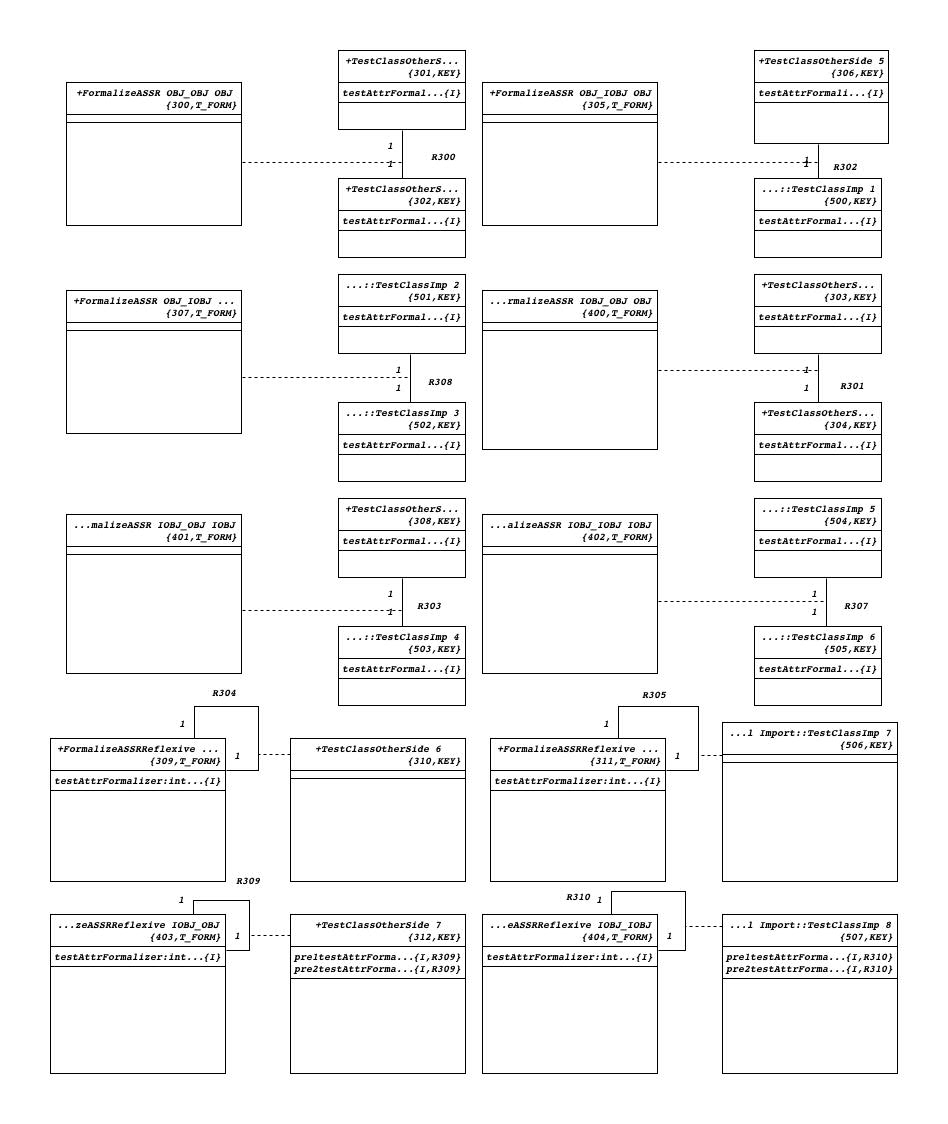 +TestClassOtherS...
{301,KEY}
testAttrFormal...{I}
+FormalizeASSR OBJ_OBJ OBJ
{300,T_FORM}
1
R300
1
+TestClassOtherS...
{302,KEY}
testAttrFormal...{I}
+TestClassOtherSide 5
{306,KEY}
testAttrFormali...{I}
+FormalizeASSR OBJ_IOBJ OBJ
{305,T_FORM}
1
1
R302
...::TestClassImp 1
{500,KEY}
testAttrFormal...{I}
...::TestClassImp 2
{501,KEY}
testAttrFormal...{I}
+FormalizeASSR OBJ_IOBJ ...
{307,T_FORM}
1
R308
1
...::TestClassImp 3
{502,KEY}
testAttrFormal...{I}
+TestClassOtherS...
{303,KEY}
testAttrFormal...{I}
...rmalizeASSR IOBJ_OBJ OBJ
{400,T_FORM}
1
1
R301
+TestClassOtherS...
{304,KEY}
testAttrFormal...{I}
+TestClassOtherS...
{308,KEY}
testAttrFormal...{I}
...malizeASSR IOBJ_OBJ IOBJ
{401,T_FORM}
1
R303
1
...::TestClassImp 4
{503,KEY}
testAttrFormal...{I}
...::TestClassImp 5
{504,KEY}
testAttrFormal...{I}
...alizeASSR IOBJ_IOBJ IOBJ
{402,T_FORM}
1
R307
1
...::TestClassImp 6
{505,KEY}
testAttrFormal...{I}
R304
1
+FormalizeASSRReflexive ...
{309,T_FORM}
testAttrFormalizer:int...{I}
1
+TestClassOtherSide 6
{310,KEY}
R305
1
+FormalizeASSRReflexive ...
{311,T_FORM}
testAttrFormalizer:int...{I}
1
...l Import::TestClassImp 7
{506,KEY}
R309
1
...zeASSRReflexive IOBJ_OBJ
{403,T_FORM}
testAttrFormalizer:int...{I}
1
+TestClassOtherSide 7
{312,KEY}
pre1testAttrForma...{I,R309}
pre2testAttrForma...{I,R309}
R310
1
...eASSRReflexive IOBJ_IOBJ
{404,T_FORM}
testAttrFormalizer:int...{I}
1
...l Import::TestClassImp 8
{507,KEY}
pre1testAttrForma...{I,R310}
pre2testAttrForma...{I,R310}